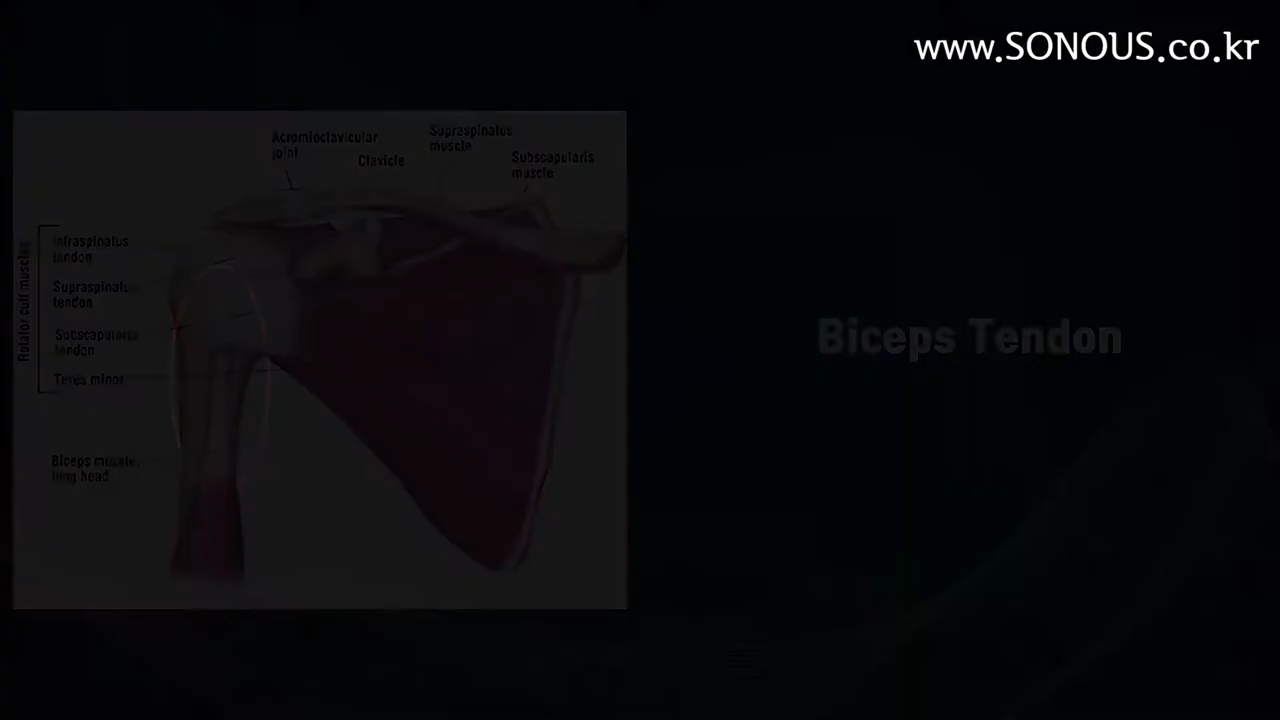 www.SONOUS.co.kr
Acromioclavicular
joint
Clavicle
Supraspinatus
muscle
Subscapularis
muscle
Rotator cuff muscles
Infraspinatus
tendon
Supraspinatus
tendon
Subscapularis
tendon
Teres minor
Biceps muscle,
long head
Biceps Tendon